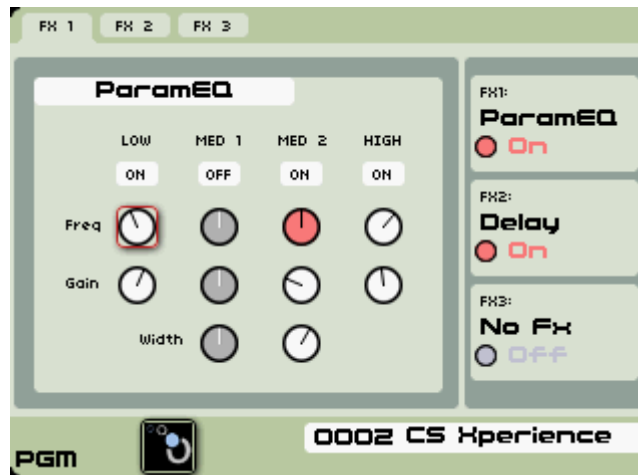 FX 1 FX 2 FX 3
ParamEQ
LOW MED 1 MED 2 HIGH
ON OFF ON ON
Freq
Gain
Width
FX1:
ParamEQ
On
FX2:
Delay
On
FX3:
No Fx
Off
PGM
0002 CS Xperience